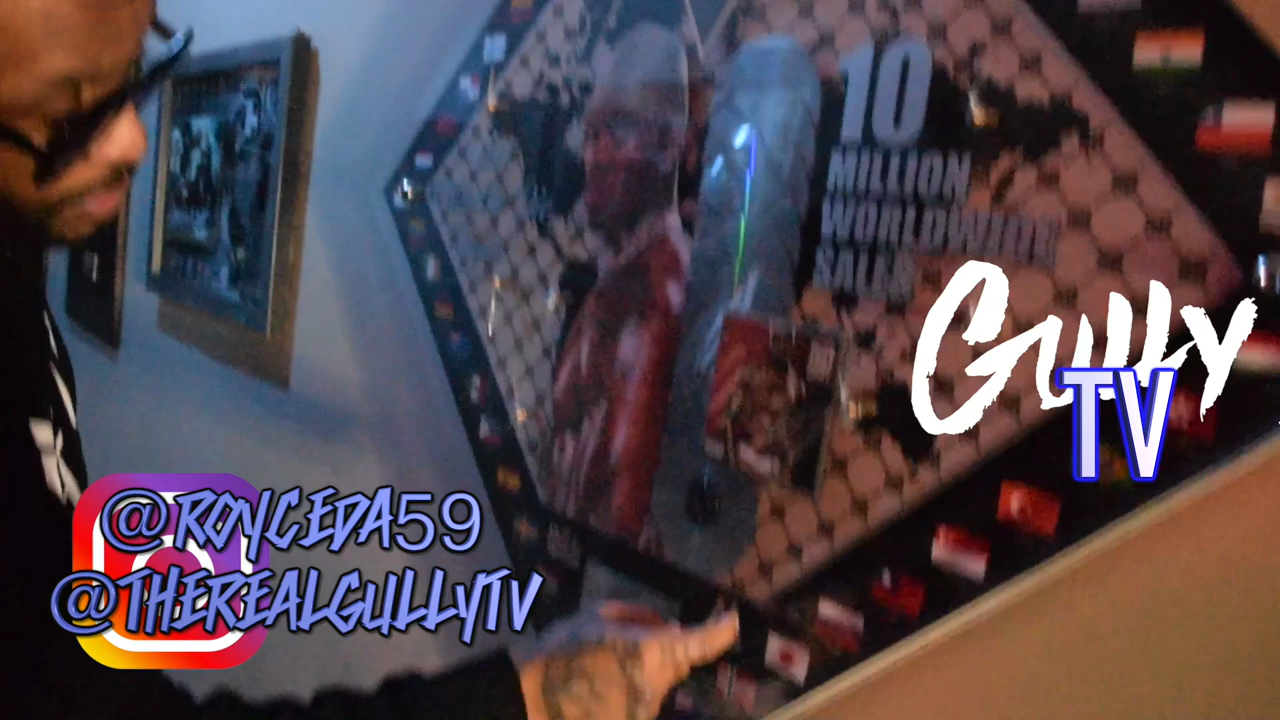 10
MILLION
WORLDWIDE
SALES
Gully
TV
@ROYCEDA59
@THEREALGULLYTV